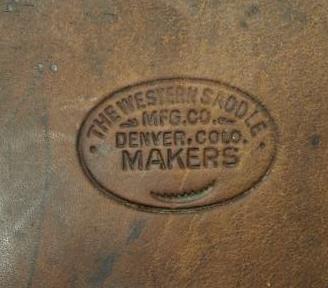 THE WESTERN SADDLE
MFG. CO.
DENVER, COLO.
MAKERS